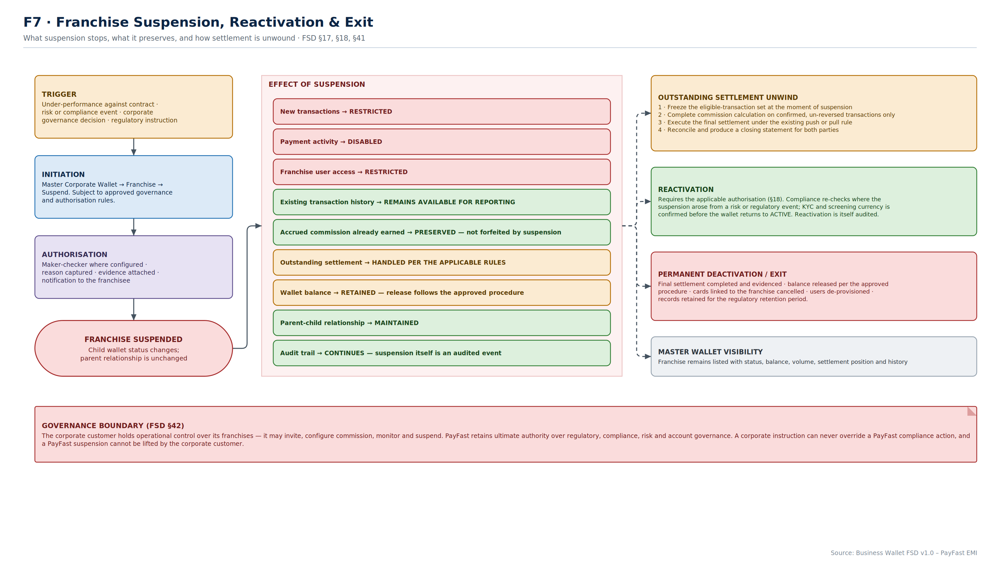 F7 · Franchise Suspension, Reactivation & Exit
What suspension stops, what it preserves, and how settlement is unwound · FSD §17, §18, §41
TRIGGER
Under-performance against contract ·
risk or compliance event · corporate
governance decision · regulatory instruction
INITIATION
Master Corporate Wallet → Franchise →
Suspend. Subject to approved governance
and authorisation rules.
AUTHORISATION
Maker-checker where configured ·
reason captured · evidence attached ·
notification to the franchisee
FRANCHISE SUSPENDED
Child wallet status changes;
parent relationship is unchanged
EFFECT OF SUSPENSION
New transactions → RESTRICTED
Payment activity → DISABLED
Franchise user access → RESTRICTED
Existing transaction history → REMAINS AVAILABLE FOR REPORTING
Accrued commission already earned → PRESERVED — not forfeited by suspension
Outstanding settlement → HANDLED PER THE APPLICABLE RULES
Wallet balance → RETAINED — release follows the approved procedure
Parent-child relationship → MAINTAINED
Audit trail → CONTINUES — suspension itself is an audited event
OUTSTANDING SETTLEMENT UNWIND
1 · Freeze the eligible-transaction set at the moment of suspension
2 · Complete commission calculation on confirmed, un-reversed transactions only
3 · Execute the final settlement under the existing push or pull rule
4 · Reconcile and produce a closing statement for both parties
REACTIVATION
Requires the applicable authorisation (§18). Compliance re-checks where the
suspension arose from a risk or regulatory event; KYC and screening currency is
confirmed before the wallet returns to ACTIVE. Reactivation is itself audited.
PERMANENT DEACTIVATION / EXIT
Final settlement completed and evidenced · balance released per the approved
procedure · cards linked to the franchise cancelled · users de-provisioned ·
records retained for the regulatory retention period.
MASTER WALLET VISIBILITY
Franchise remains listed with status, balance, volume, settlement position and history
GOVERNANCE BOUNDARY (FSD §42)
The corporate customer holds operational control over its franchises — it may invite, configure commission, monitor and suspend. PayFast retains ultimate authority over regulatory, compliance, risk and account governance. A corporate instruction can never override a PayFast compliance action, and
a PayFast suspension cannot be lifted by the corporate customer.
Source: Business Wallet FSD v1.0 – PayFast EMI